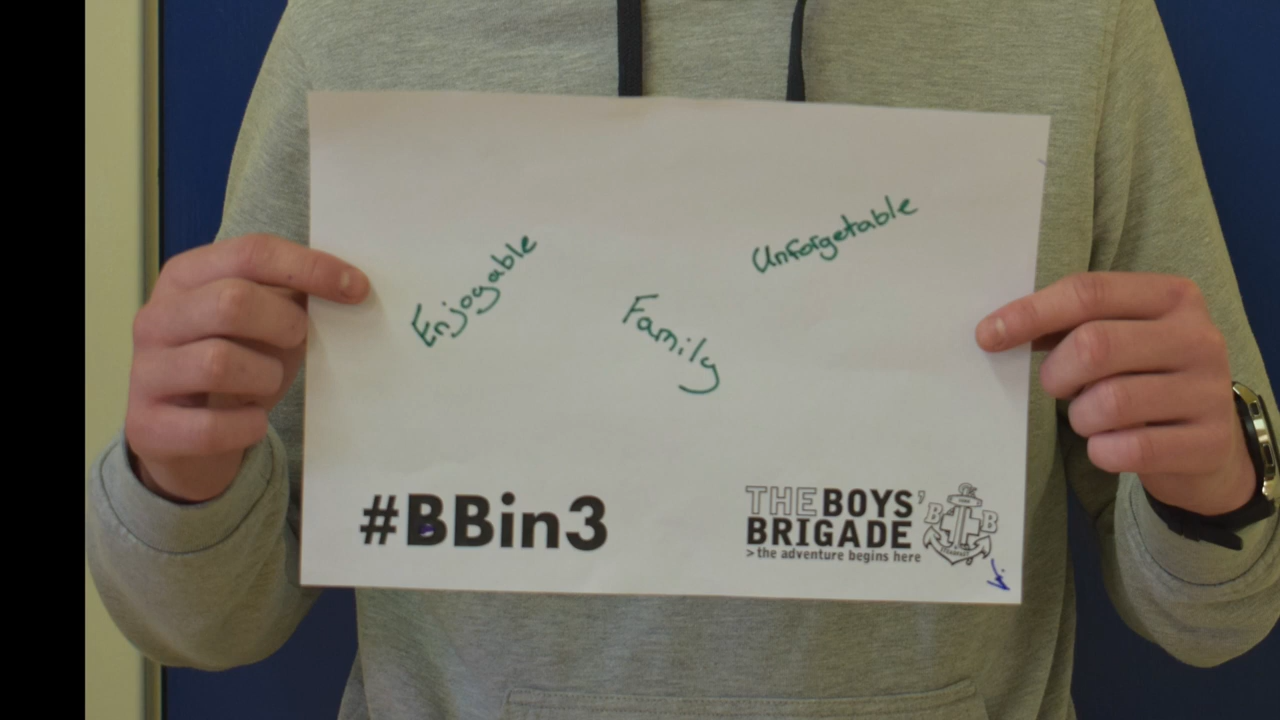 Enjoyable
Family
Unforgetable
#BBin3
THE BOYS'
BRIGADE
> the adventure begins here
B B